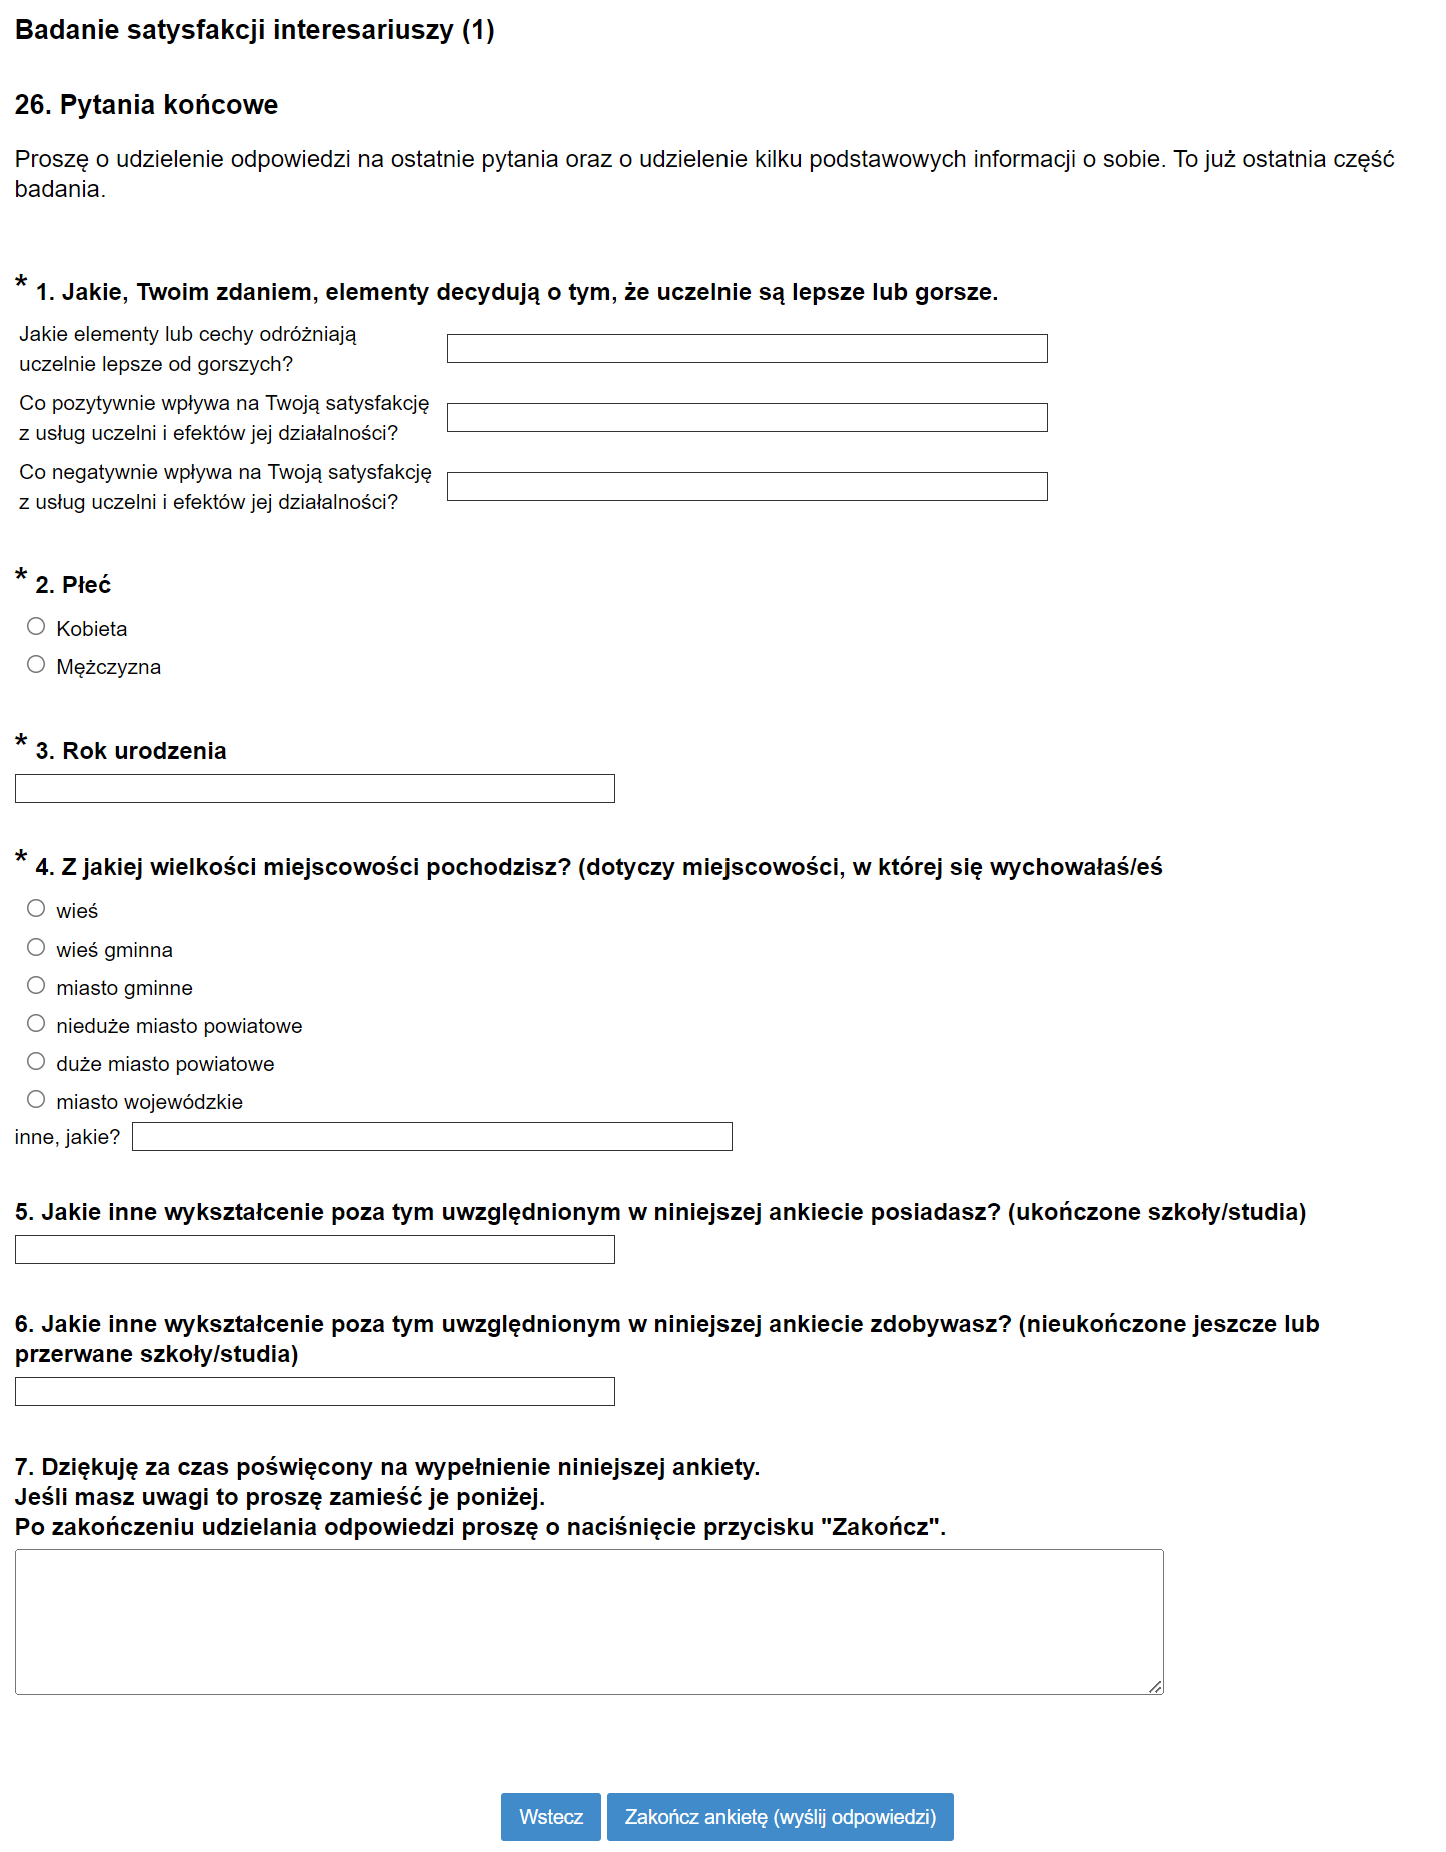 Badanie satysfakcji interesariuszy (1)
26. Pytania końcowe
Proszę o udzielenie odpowiedzi na ostatnie pytania oraz o udzielenie kilku podstawowych informacji o sobie. To już ostatnia część
badania.
* 1. Jakie, Twoim zdaniem, elementy decydują o tym, że uczelnie są lepsze lub gorsze.
Jakie elementy lub cechy odróżniają
uczelnie lepsze od gorszych?
Co pozytywnie wpływa na Twoją satysfakcję
z usług uczelni i efektów jej działalności?
Co negatywnie wpływa na Twoją satysfakcję
z usług uczelni i efektów jej działalności?
* 2. Płeć
Kobieta
Mężczyzna
* 3. Rok urodzenia
* 4. Z jakiej wielkości miejscowości pochodzisz? (dotyczy miejscowości, w której się wychowałaś/eś
wieś
wieś gminna
miasto gminne
nieduże miasto powiatowe
duże miasto powiatowe
miasto wojewódzkie
inne, jakie?
5. Jakie inne wykształcenie poza tym uwzględnionym w niniejszej ankiecie posiadasz? (ukończone szkoły/studia)
6. Jakie inne wykształcenie poza tym uwzględnionym w niniejszej ankiecie zdobywasz? (nieukończone jeszcze lub
przerwane szkoły/studia)
7. Dziękuję za czas poświęcony na wypełnienie niniejszej ankiety.
Jeśli masz uwagi to proszę zamieść je poniżej.
Po zakończeniu udzielania odpowiedzi proszę o naciśnięcie przycisku "Zakończ".
Wstecz
Zakończ ankietę (wyślij odpowiedzi)